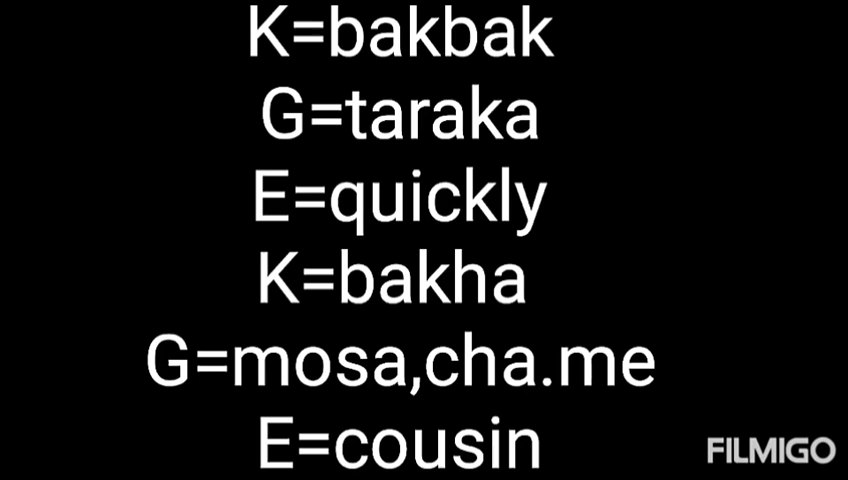 K=bakbak
G=taraka
E=quickly
K=bakha
G=mosa,cha.me
E=cousin
FILMIGO